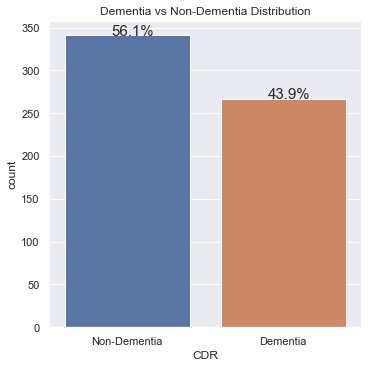 Dementia vs Non-Dementia Distribution
56.1%
43.9%
350
300
250
200
150
100
50
0
count
Non-Dementia
Dementia
CDR